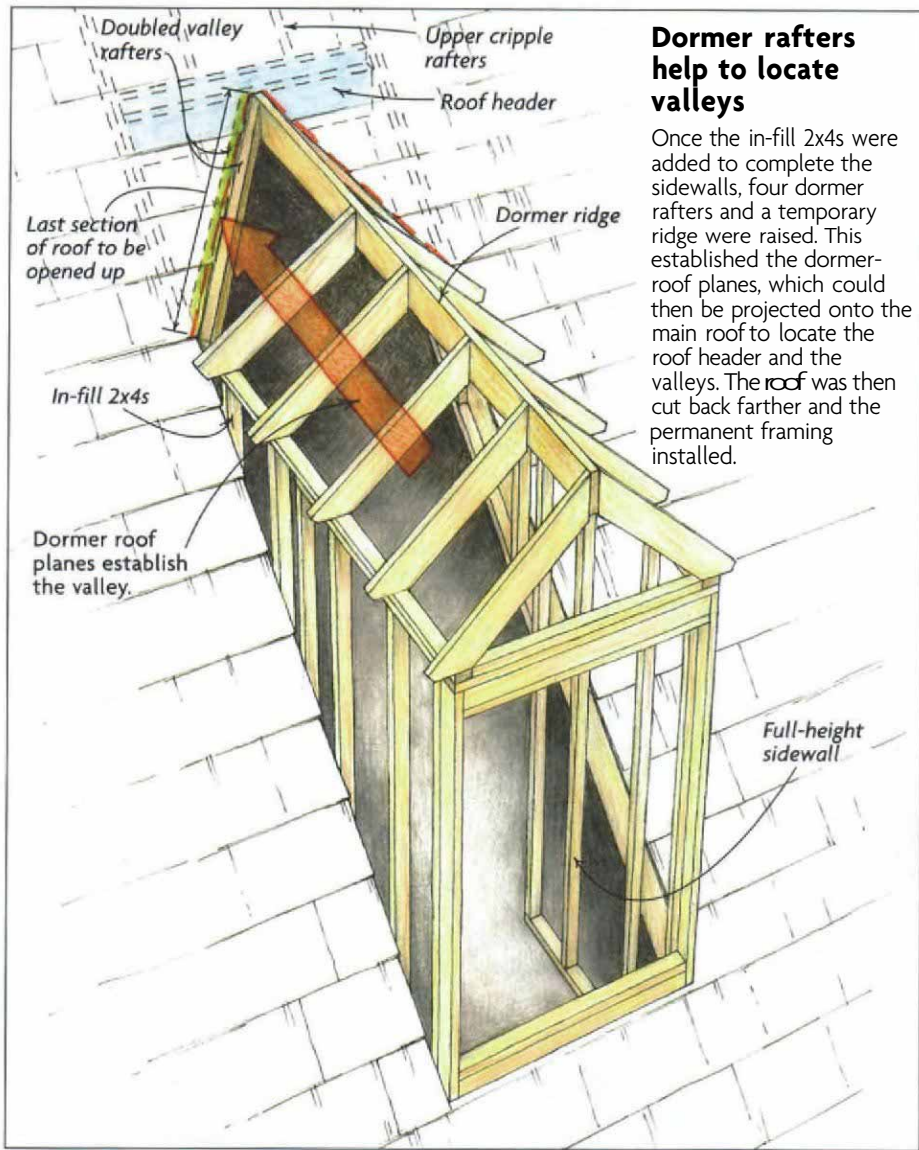 Doubled valley
rafters
Upper cripple
rafters
Roof header
Last section
of roof to be
opened up
Dormer ridge
In-fill 2x4s
Dormer roof
planes establish
the valley.
Full-height
sidewall
Dormer rafters
help to locate
valleys
Once the in-fill 2x4s were
added to complete the
sidewalls, four dormer
rafters and a temporary
ridge were raised. This
established the dormer-
roof planes, which could
then be projected onto the
main roof to locate the
roof header and the
valleys. The roof was then
cut back farther and the
permanent framing
installed.